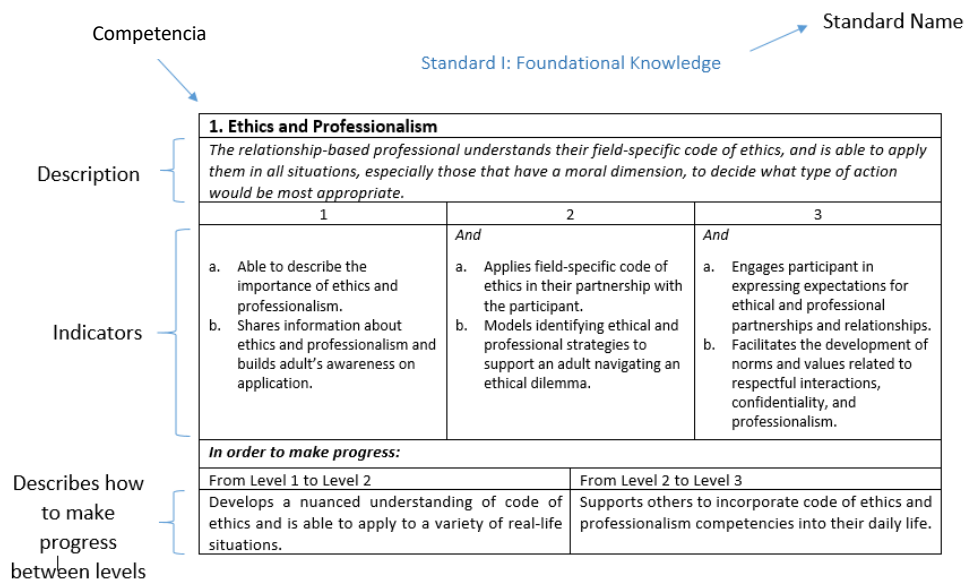 Standard Name
Competencia
Standard I: Foundational Knowledge
1. Ethics and Professionalism
Description
The relationship-based professional understands their field-specific code of ethics, and is able to apply
them in all situations, especially those that have a moral dimension, to decide what type of action
would be most appropriate.
1
2
3
Indicators
a. Able to describe the
importance of ethics and
professionalism.
b. Shares information about
ethics and professionalism and
builds adult's awareness on
application.
And
a. Applies field-specific code of
ethics in their partnership with
the participant.
b. Models identifying ethical and
professional strategies to
support an adult navigating an
ethical dilemma.
And
a. Engages participant in
expressing expectations for
ethical and professional
partnerships and relationships.
b. Facilitates the development of
norms and values related to
respectful interactions,
confidentiality, and
professionalism.
In order to make progress:
Describes how
to make
progress
between levels
From Level 1 to Level 2
Develops a nuanced understanding of code of
ethics and is able to apply to a variety of real-life
situations.
From Level 2 to Level 3
Supports others to incorporate code of ethics and
professionalism competencies into their daily life.